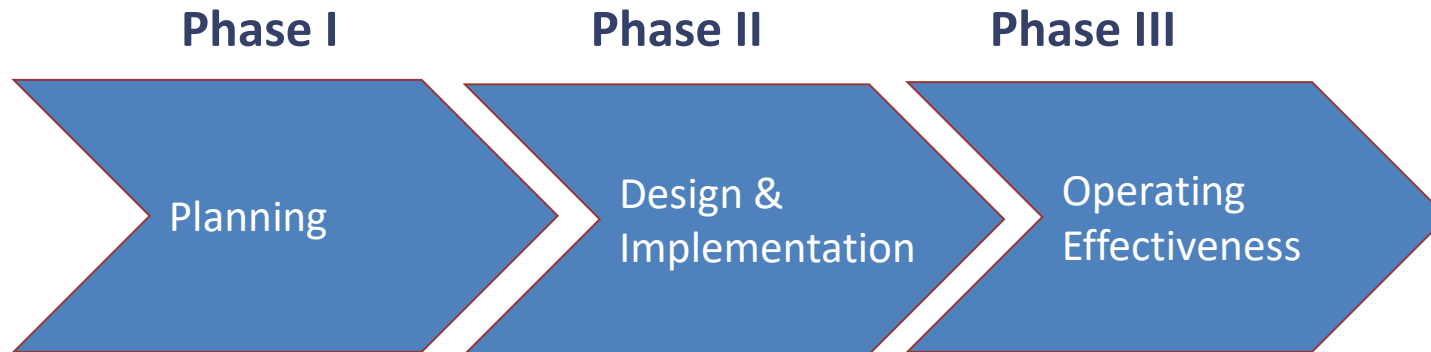 Phase I
Phase II
Phase III
Planning
Design &
Implementation
Operating
Effectiveness